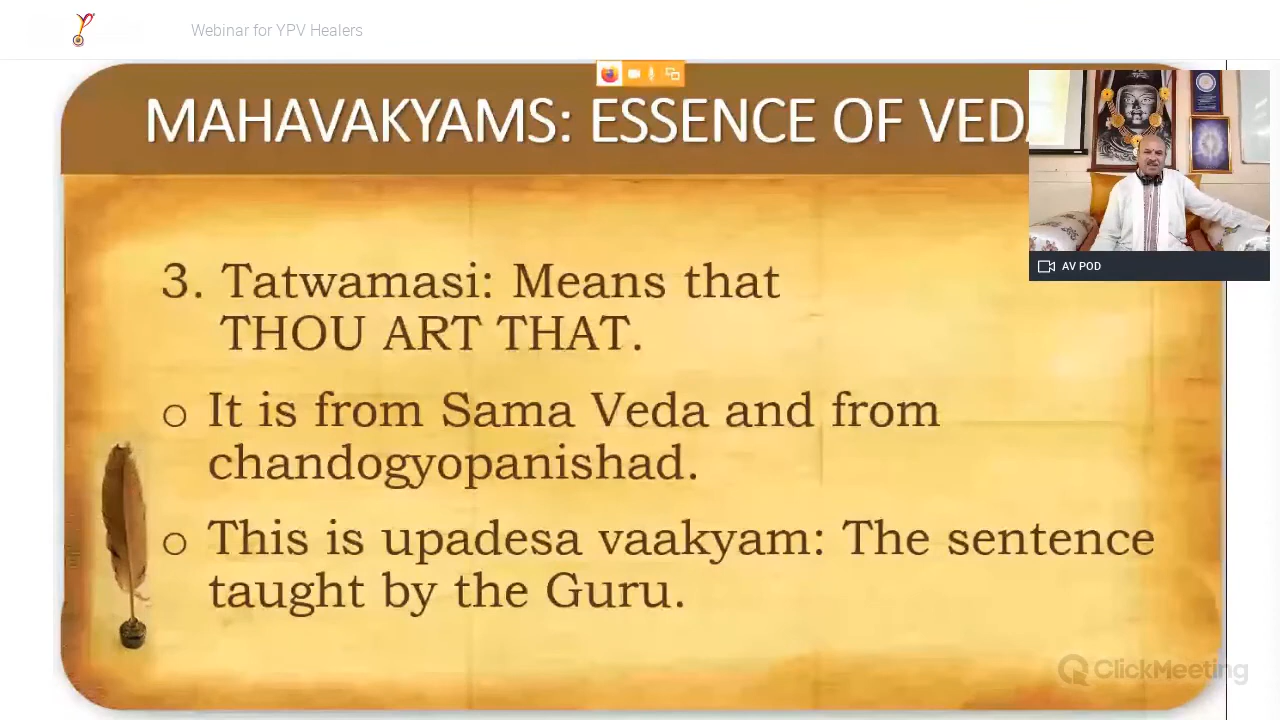 Webinar for YPV Healers
MAHAVAKYAMS: ESSENCE OF
3. Tatwamasi: Means that
THOU ART THAT.
o It is from Sama Veda and from
chandogyopanishad.
o This is upadesa vaakyam: The sentence
taught by the Guru.
AV POD
ClickMeeting